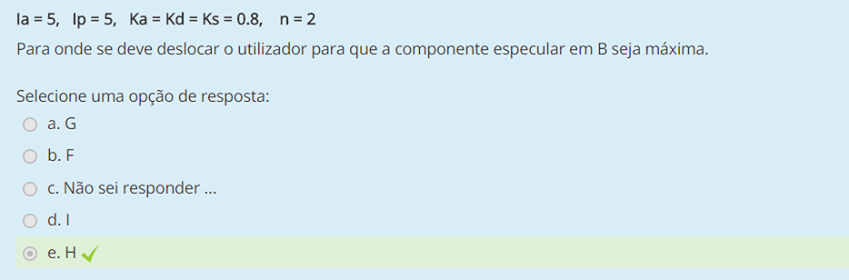 Ia = 5, Ip = 5, Ka = Kd = Ks = 0.8, n = 2
Para onde se deve deslocar o utilizador para que a componente especular em B seja máxima.
Selecione uma opção de resposta:
a. G
b. F
c. Não sei responder ...
d. I
e. H